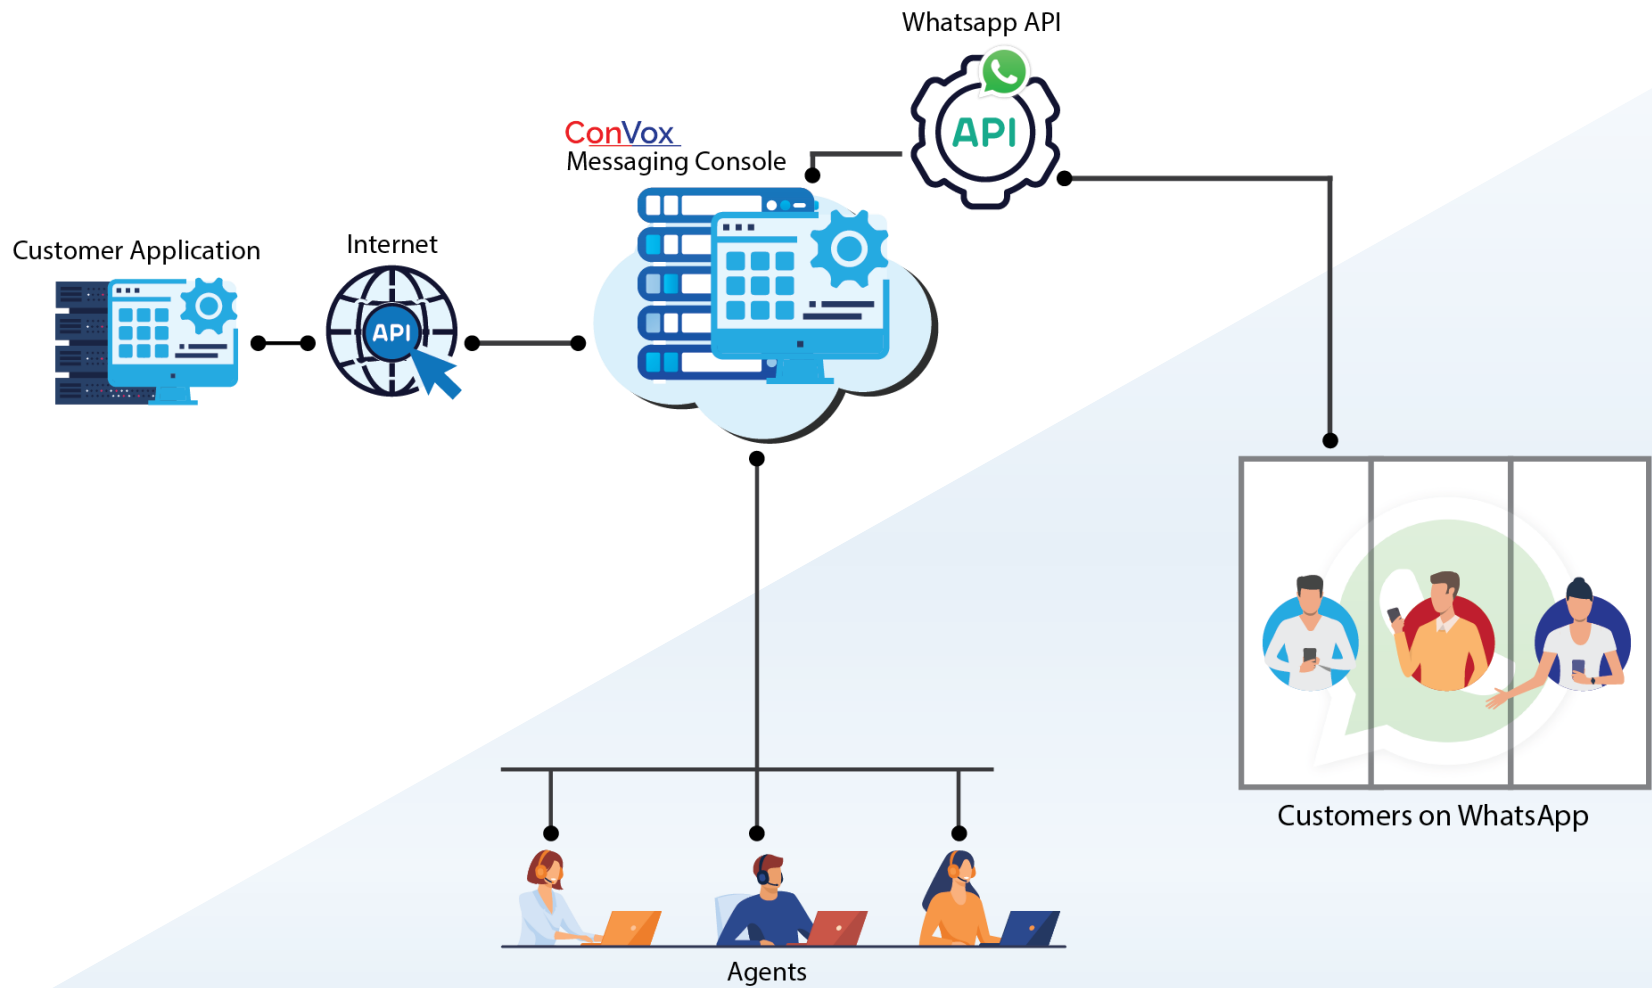 Whatsapp API
API
ConVox
Messaging Console
Customer Application
Internet
API
Customers on WhatsApp
Agents